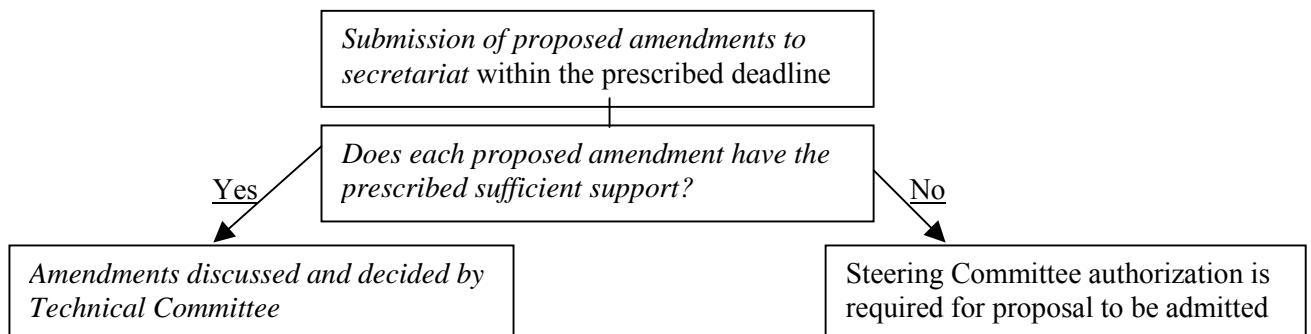 Submission of proposed amendments to
secretariat within the prescribed deadline
Does each proposed amendment have the
prescribed sufficient support?
Yes
No
Amendments discussed and decided by
Technical Committee
Steering Committee authorization is
required for proposal to be admitted